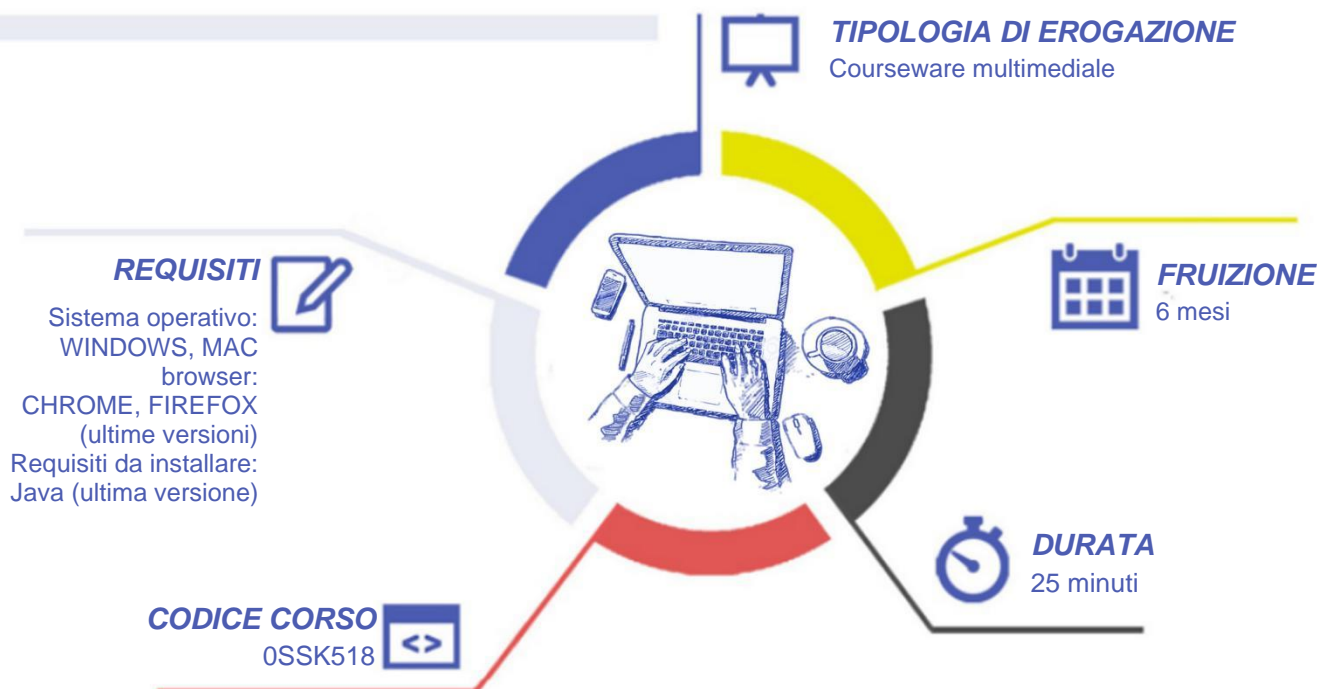 TIPOLOGIA DI EROGAZIONE
Courseware multimediale
REQUISITI
Sistema operativo:
WINDOWS, MAC
browser:
CHROME, FIREFOX
(ultime versioni)
Requisiti da installare:
Java (ultima versione)
FRUIZIONE
6 mesi
DURATA
25 minuti
CODICE CORSO
0SSK518